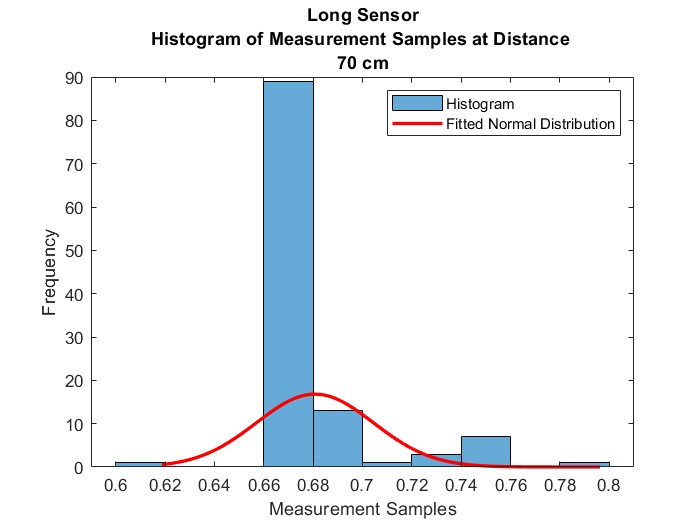 Long Sensor
Histogram of Measurement Samples at Distance
70 cm
Histogram
Fitted Normal Distribution
Frequency
90
80
70
60
50
40
30
20
10
0
0.6 0.62 0.64 0.66 0.68 0.7 0.72 0.74 0.76 0.78 0.8
Measurement Samples